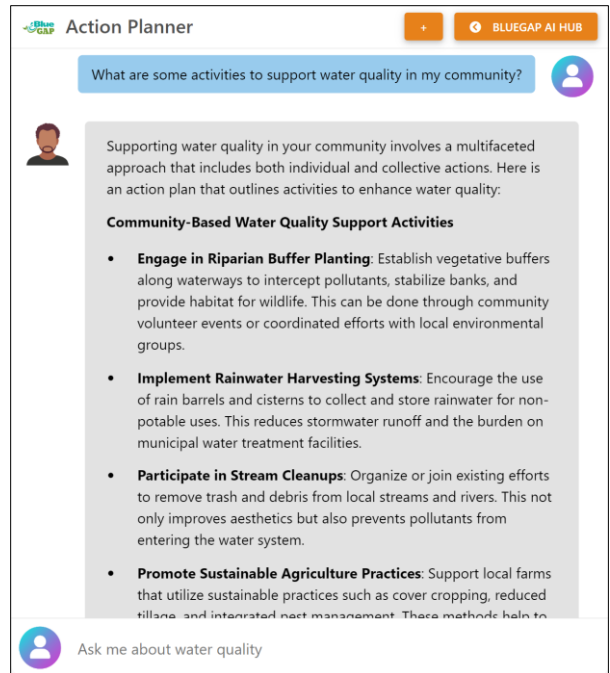 Blue
GAP
Action Planner
+
BLUEGAP AI HUB
What are some activities to support water quality in my community?
Supporting water quality in your community involves a multifaceted
approach that includes both individual and collective actions. Here is
an action plan that outlines activities to enhance water quality:
Community-Based Water Quality Support Activities
• Engage in Riparian Buffer Planting: Establish vegetative buffers
along waterways to intercept pollutants, stabilize banks, and
provide habitat for wildlife. This can be done through community
volunteer events or coordinated efforts with local environmental
groups.
• Implement Rainwater Harvesting Systems: Encourage the use
of rain barrels and cisterns to collect and store rainwater for non-
potable uses. This reduces stormwater runoff and the burden on
municipal water treatment facilities.
• Participate in Stream Cleanups: Organize or join existing efforts
to remove trash and debris from local streams and rivers. This not
only improves aesthetics but also prevents pollutants from
entering the water system.
• Promote Sustainable Agriculture Practices: Support local farms
that utilize sustainable practices such as cover cropping, reduced
tillage, and integrated pest management. These methods help to
Ask me about water quality